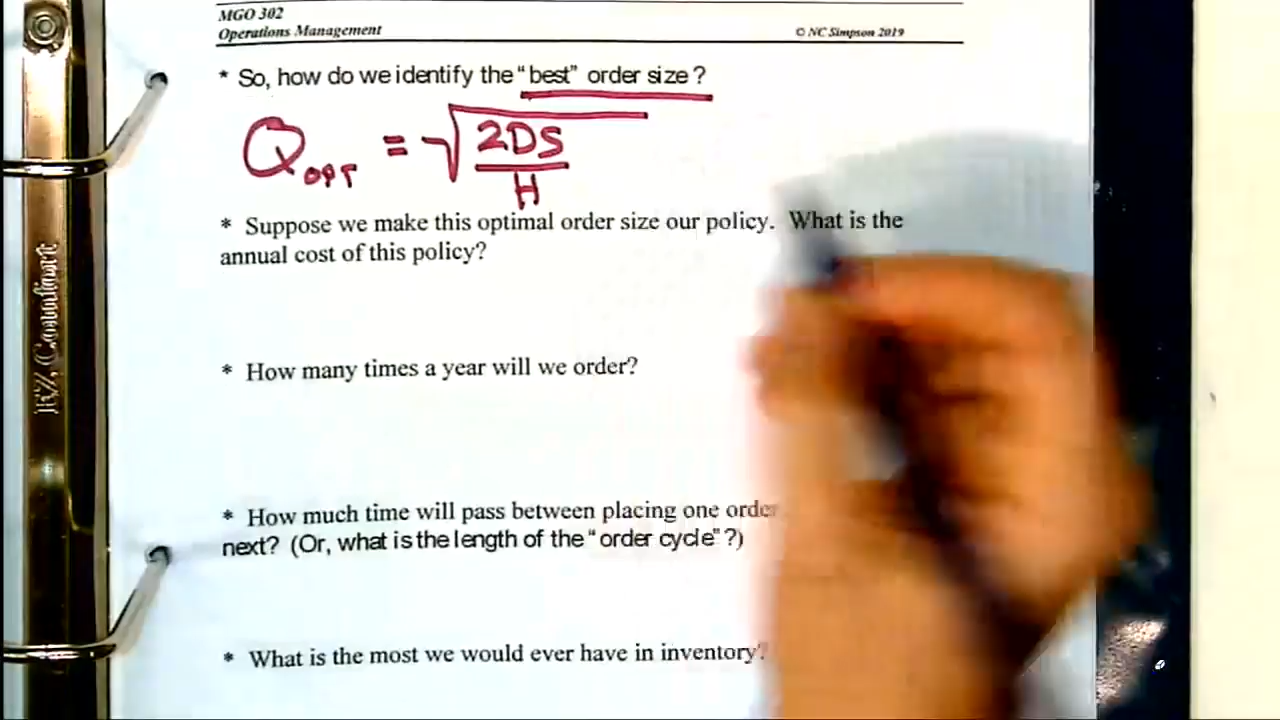 MGO 302
Operations Management
© NC Simpson 2019
* So, how do we identify the "best" order size?
Qopt = √2DS
H
* Suppose we make this optimal order size our policy. What is the
annual cost of this policy?
* How many times a year will we order?
* How much time will pass between placing one order
next? (Or, what is the length of the "order cycle"?)
* What is the most we would ever have in inventory?